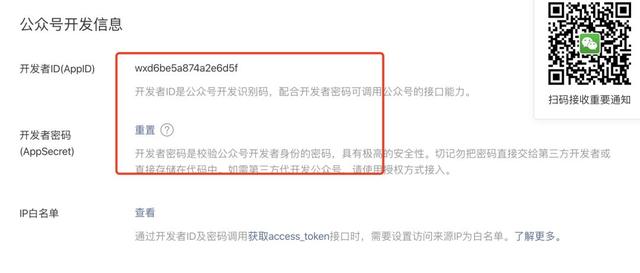 公众号开发信息
开发者ID(AppID)
wxd6be5a874a2e6d5f
开发者ID是公众号开发识别码，配合开发者密码可调用公众号的接口能力。
开发者密码
(AppSecret)
重置 ?
开发者密码是校验公众号开发者身份的密码，具有极高的安全性。切记勿把密码直接交给第三方开发者或
直接存储在代码中。如需第三方代开发公众号，请使用授权方式接入。
IP白名单
查看
通过开发者ID及密码调用获取access_token接口时，需要设置访问来源IP为白名单。了解更多。
扫码接收重要通知